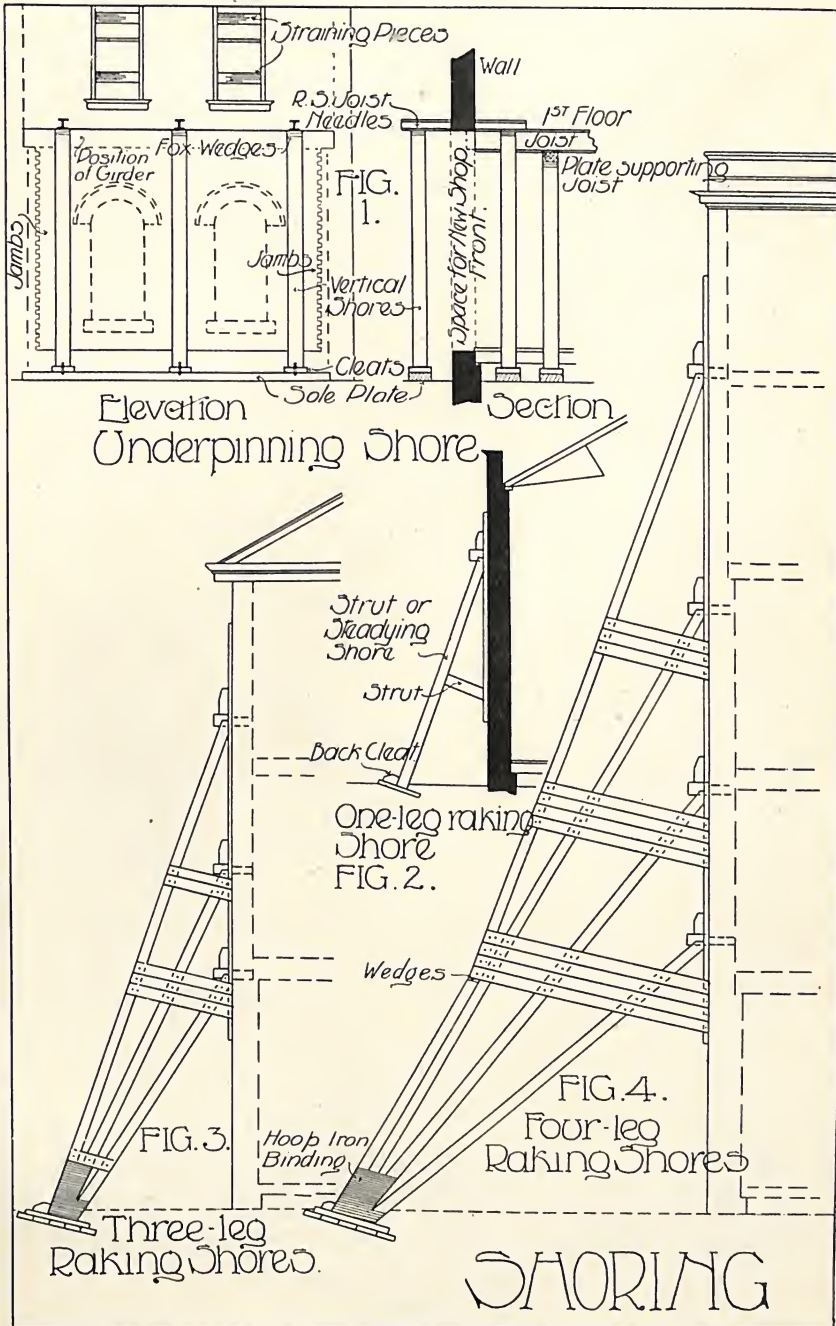 Straining Pieces
Wall
R.S. Joist
Needles
1ST Floor
Joist
Plate supporting
Joist
Position
of Girder
Fox Wedges
FIG.
1.
Jambs
Jambs
Vertical
Shores
Space for New Shop
Front.
Cleats
Sole Plate
Elevation
Section
Underpinning Shore
Strut or
Steadying
Shore
Strut
Back Cleat
One-leg raking
Shore
FIG. 2.
Wedges
FIG. 3.
Hoop Iron
Binding
FIG. 4.
Four-leg
Raking Shores
Three-leg
Raking Shores.
SHORING